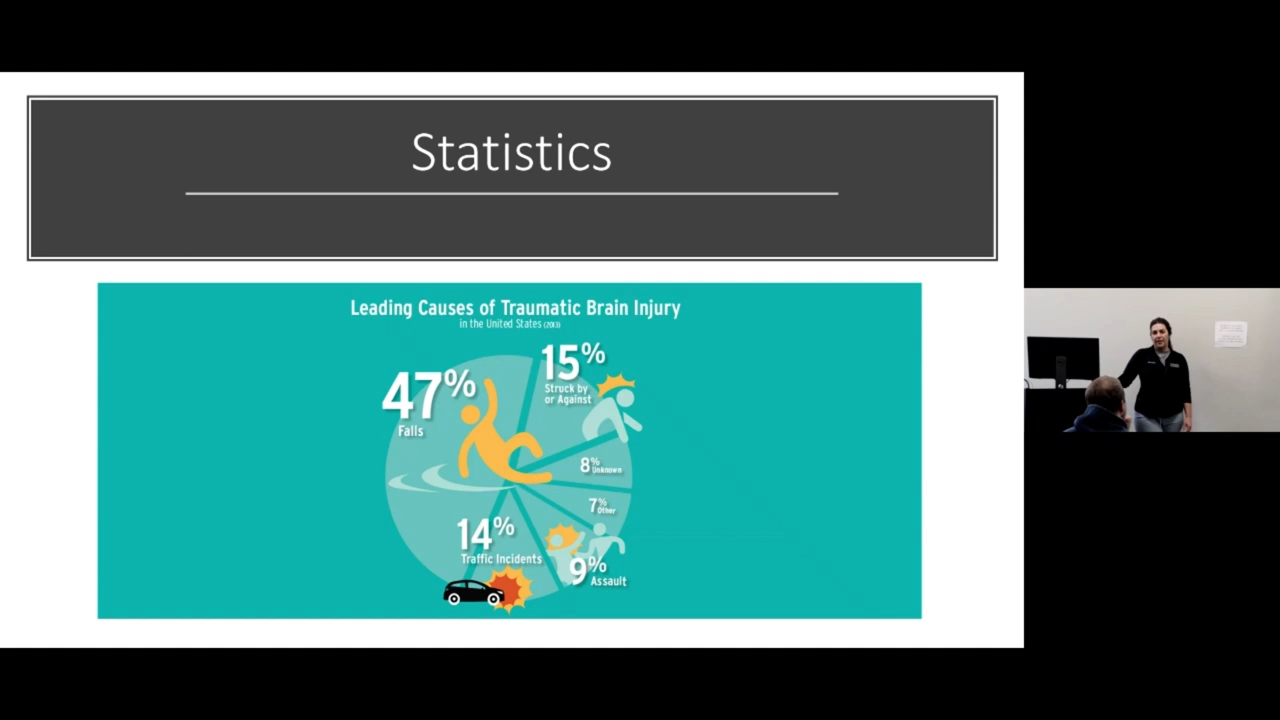 Statistics
Leading Causes of Traumatic Brain Injury
in the United States (2013)
15%
Struck by
or Against
47%
Falls
8%
Unknown
7%
Other
14%
Traffic Incidents
9%
Assault